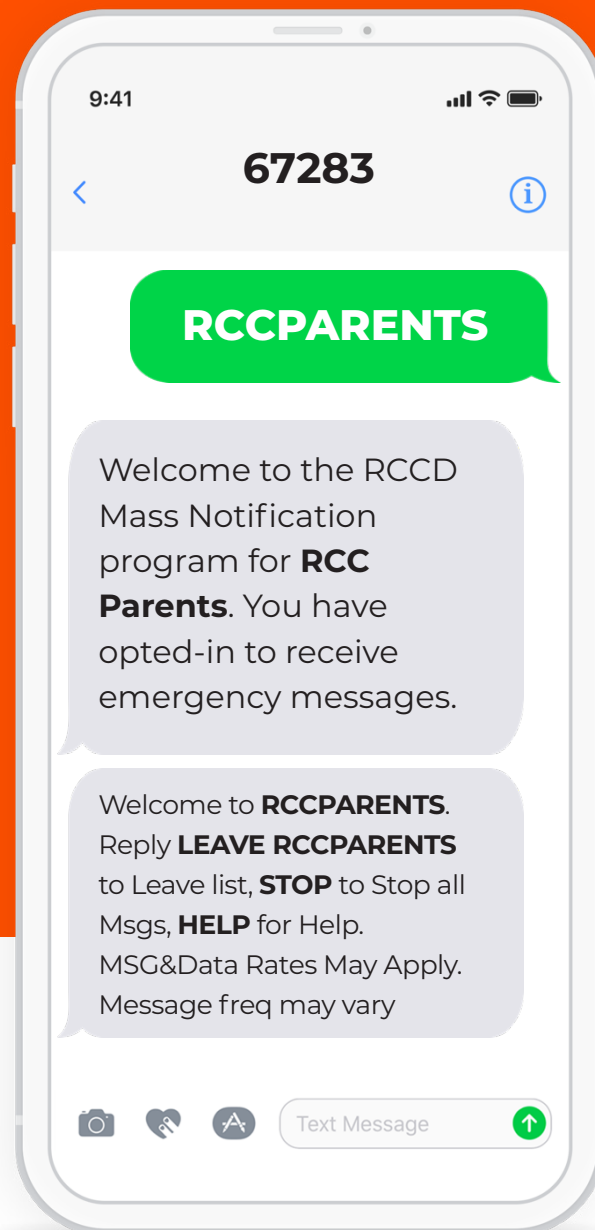 9:41
67283
RCCPARENTS
Welcome to the RCCD
Mass Notification
program for RCC
Parents. You have
opted-in to receive
emergency messages.
Welcome to RCCPARENTS.
Reply LEAVE RCCPARENTS
to Leave list, STOP to Stop all
Msgs, HELP for Help.
MSG&Data Rates May Apply.
Message freq may vary
Text Message